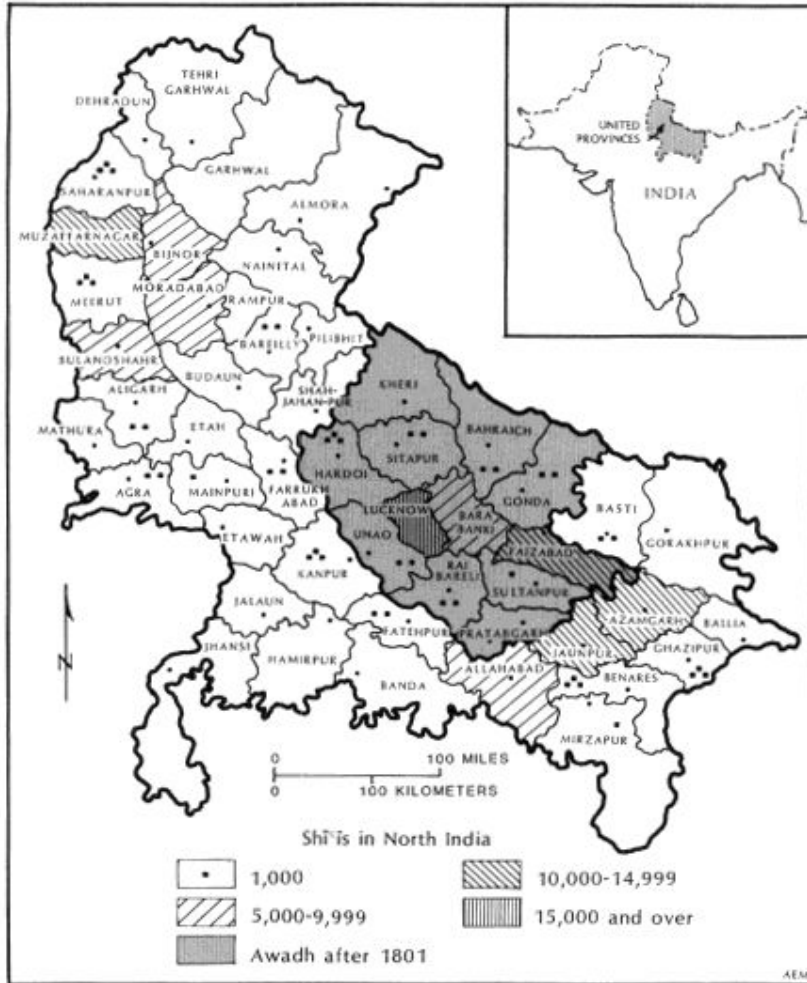 TEHRI
GARHWAL
DEHRADUN
GARHWAL
SAHARANPUR
ALMORA
MUZAFFARNAGAR
BIJNOR
NAINITAL
MEERUT
MORADABAD
RAMPUR
BAREILLY
PILIBHIT
BULANDSHAHR
BUDAUN
SHAH-
JAHANPUR
ALIGARH
KHERI
MATHURA
ETAH
BAHRAICH
SITAPUR
HARDOI
AGRA
MAINPURI
FARRUKH
ABAD
GONDA
LUCKNOW
BARA
BANKI
BASTI
GORAKHPUR
ETAWAH
UNAO
FAIZABAD
KANPUR
RAI
BARELI
SULTANPUR
JALAUN
AZAMGARH
BALLIA
FATEHPUR
PRATABGARH
JAUNPUR
GHAZIPUR
JHANSI
HAMIRPUR
ALLAHABAD
BENARES
BANDA
MIRZAPUR
UNITED
PROVINCES
INDIA
N
0 100 MILES
0 100 KILOMETERS
Shī'is in North India
1,000
10,000-14,999
5,000-9,999
15,000 and over
Awadh after 1801
AEM